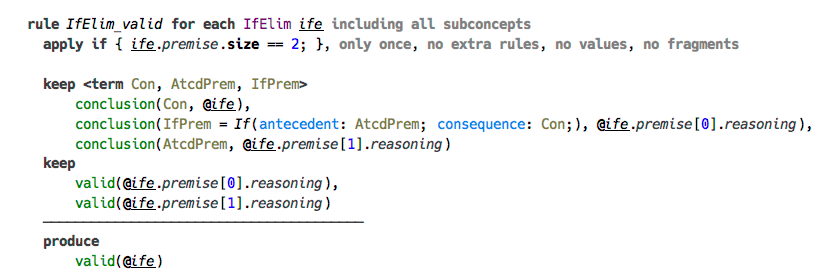 rule IfElim_valid for each IfElim ife including all subconcepts
apply if { ife.premise.size == 2; }, only once, no extra rules, no values, no fragments
keep <term Con, AtcdPrem, IfPrem>
conclusion(Con, @ife),
conclusion(IfPrem = If(antecedent: AtcdPrem; consequence: Con;), @ife.premise[0].reasoning),
conclusion(AtcdPrem, @ife.premise[1].reasoning)
keep
valid(@ife.premise[0].reasoning),
valid(@ife.premise[1].reasoning)
produce
valid(@ife)